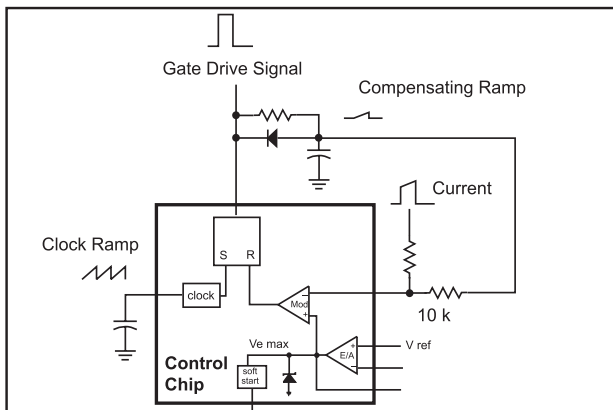 Gate Drive Signal
Compensating Ramp
Current
Clock Ramp
S R
clock
Mod
–
+
10 k
Ve max
E/A
+
–
V ref
Control
Chip
soft
start